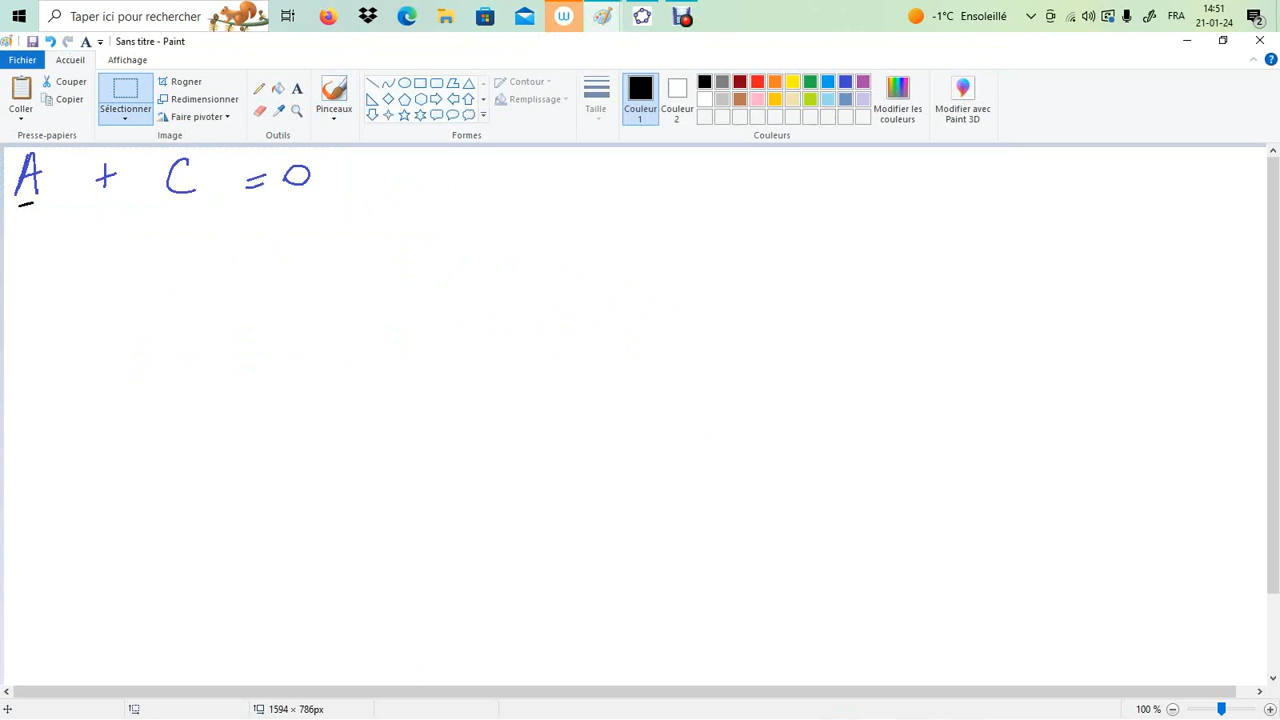 Taper ici pour rechercher
-1°C Ensoleillé
FRA
14:51
21-01-24
2
Sans titre - Paint
Fichier
Accueil
Affichage
Coller
Couper
Copier
Presse-papiers
Sélectionner
Rogner
Redimensionner
Faire pivoter
Image
Outils
Pinceaux
Contour
Remplissage
Formes
Taille
Couleur 1
Couleur 2
Couleurs
Modifier les couleurs
Modifier avec Paint 3D
A + C = 0
1594 × 786px
100 %